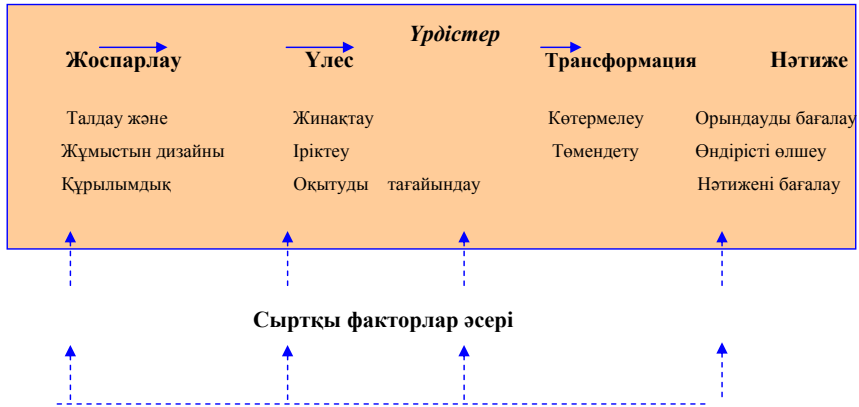 Үрдістер
Жоспарлау Үлес Трансформация Нәтиже
Талдау және Жинақтау Көтермелеу Орындауды бағалау
Жұмыстын дизайны Іріктеу Төмендету Өндірісті өлшеу
Құрылымдық Оқытуды тағайындау Нәтижені бағалау
Сыртқы факторлар әсері